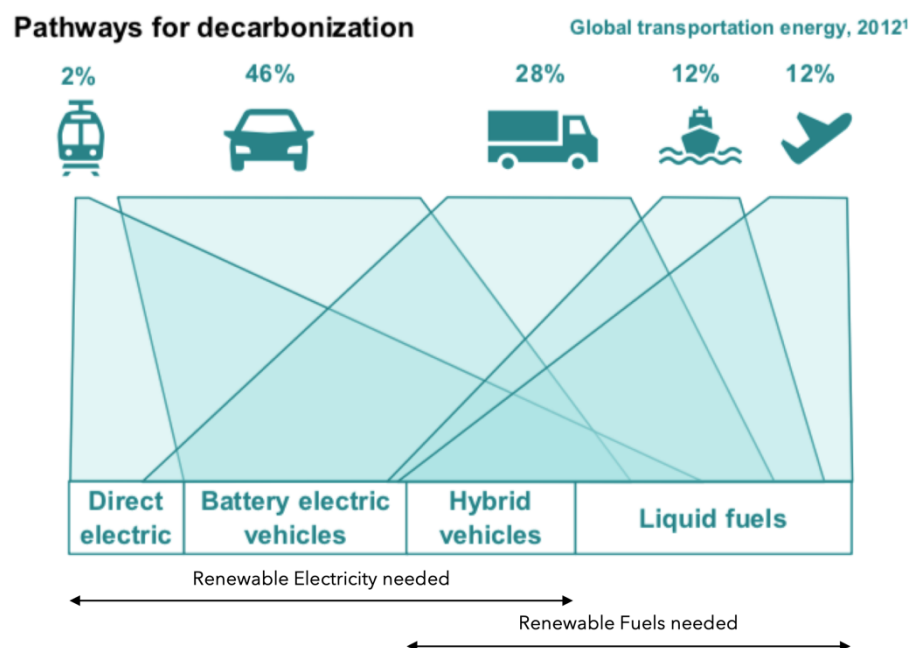 Pathways for decarbonization
Global transportation energy, 2012¹
2%
46%
28%
12%
12%
Direct
electric
Battery electric
vehicles
Hybrid
vehicles
Liquid fuels
Renewable Electricity needed
Renewable Fuels needed